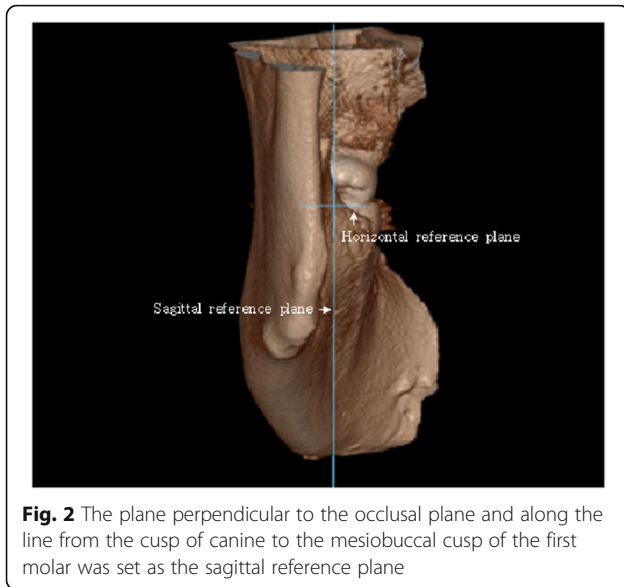 Horizontal reference plane
Sagittal reference plane
Fig. 2 The plane perpendicular to the occlusal plane and along the
line from the cusp of canine to the mesiobuccal cusp of the first
molar was set as the sagittal reference plane